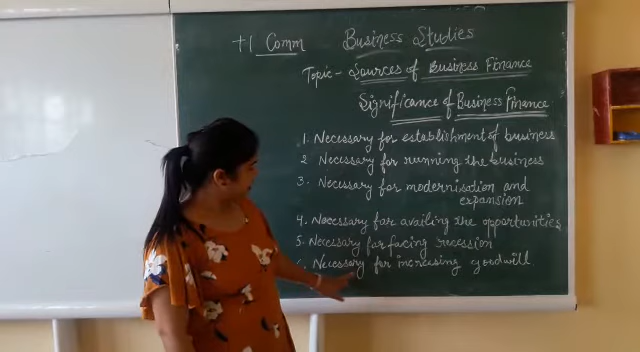 +1 Comm Business Studies
Topic - Sources of Business Finance
Significance of Business Finance
1. Necessary for establishment of business
2 Necessary for running the business
3. Necessary for modernisation and
expansion
4. Necessary for availing the opportunities
5. Necessary for facing recession
Necessary for increasing goodwill